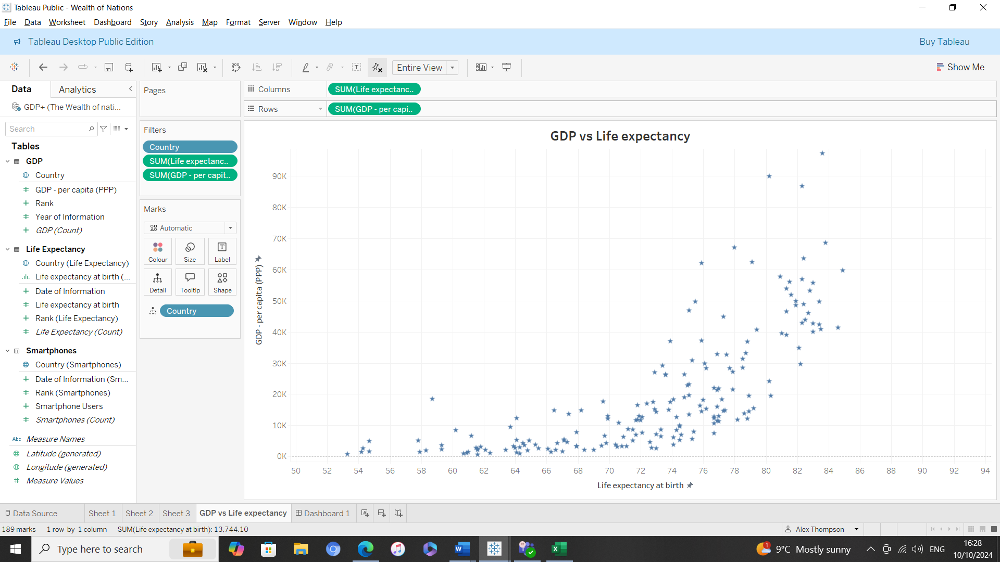 Tableau Public - Wealth of Nations
File Data Worksheet Dashboard Story Analysis Map Format Server Window Help
Tableau Desktop Public Edition
Buy Tableau
Entire View
Show Me
Data
Analytics
GDP+ (The Wealth of nati...
Search
Tables
GDP
Country
GDP - per capita (PPP)
Rank
Year of Information
GDP (Count)
Life Expectancy
Country (Life Expectancy)
Life expectancy at birth (...
Date of Information
Life expectancy at birth
Rank (Life Expectancy)
Life Expectancy (Count)
Smartphones
Country (Smartphones)
Date of Information (Sm...
Rank (Smartphones)
Smartphone Users
Smartphones (Count)
Abc Measure Names
Latitude (generated)
Longitude (generated)
Measure Values
Pages
Filters
Country
SUM(Life expectanc..
SUM(GDP - per capit..
Marks
Automatic
Colour
Size
Label
Detail
Tooltip
Shape
Country
Columns
SUM(Life expectanc..
Rows
SUM(GDP - per capi..
GDP vs Life expectancy
GDP - per capita (PPP)
90K
80K
70K
60K
50K
40K
30K
20K
10K
0K
50 52 54 56 58 60 62 64 66 68 70 72 74 76 78 80 82 84 86 88 90 92 94
Life expectancy at birth
Data Source
Sheet 1
Sheet 2
Sheet 3
GDP vs Life expectancy
Dashboard 1
189 marks
1 row by 1 column
SUM(Life expectancy at birth): 13,744.10
Alex Thompson
Type here to search
1
9°C Mostly sunny
ENG
16:28
10/10/2024